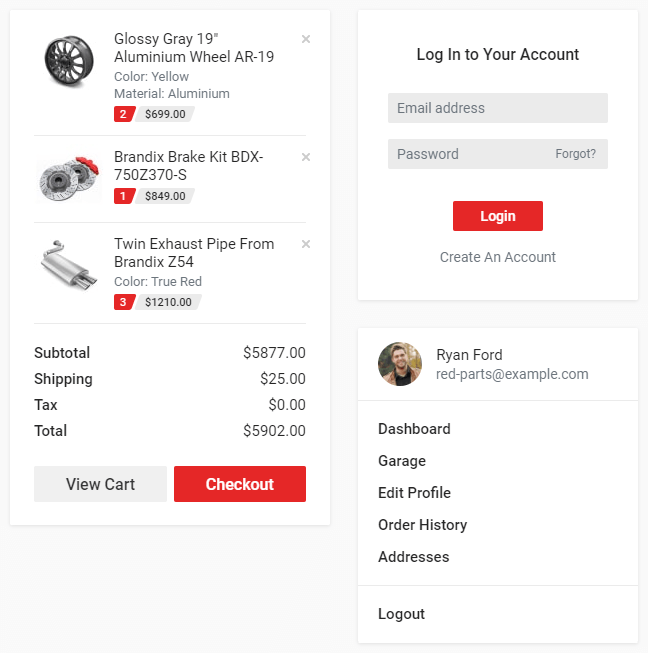 Glossy Gray 19"
Aluminium Wheel AR-19
Color: Yellow
Material: Aluminium
2 $699.00
Brandix Brake Kit BDX-
750Z370-S
1 $849.00
Twin Exhaust Pipe From
Brandix Z54
Color: True Red
3 $1210.00
Subtotal $5877.00
Shipping $25.00
Tax $0.00
Total $5902.00
View Cart Checkout
Log In to Your Account
Email address
Password Forgot?
Login
Create An Account
Ryan Ford
red-parts@example.com
Dashboard
Garage
Edit Profile
Order History
Addresses
Logout